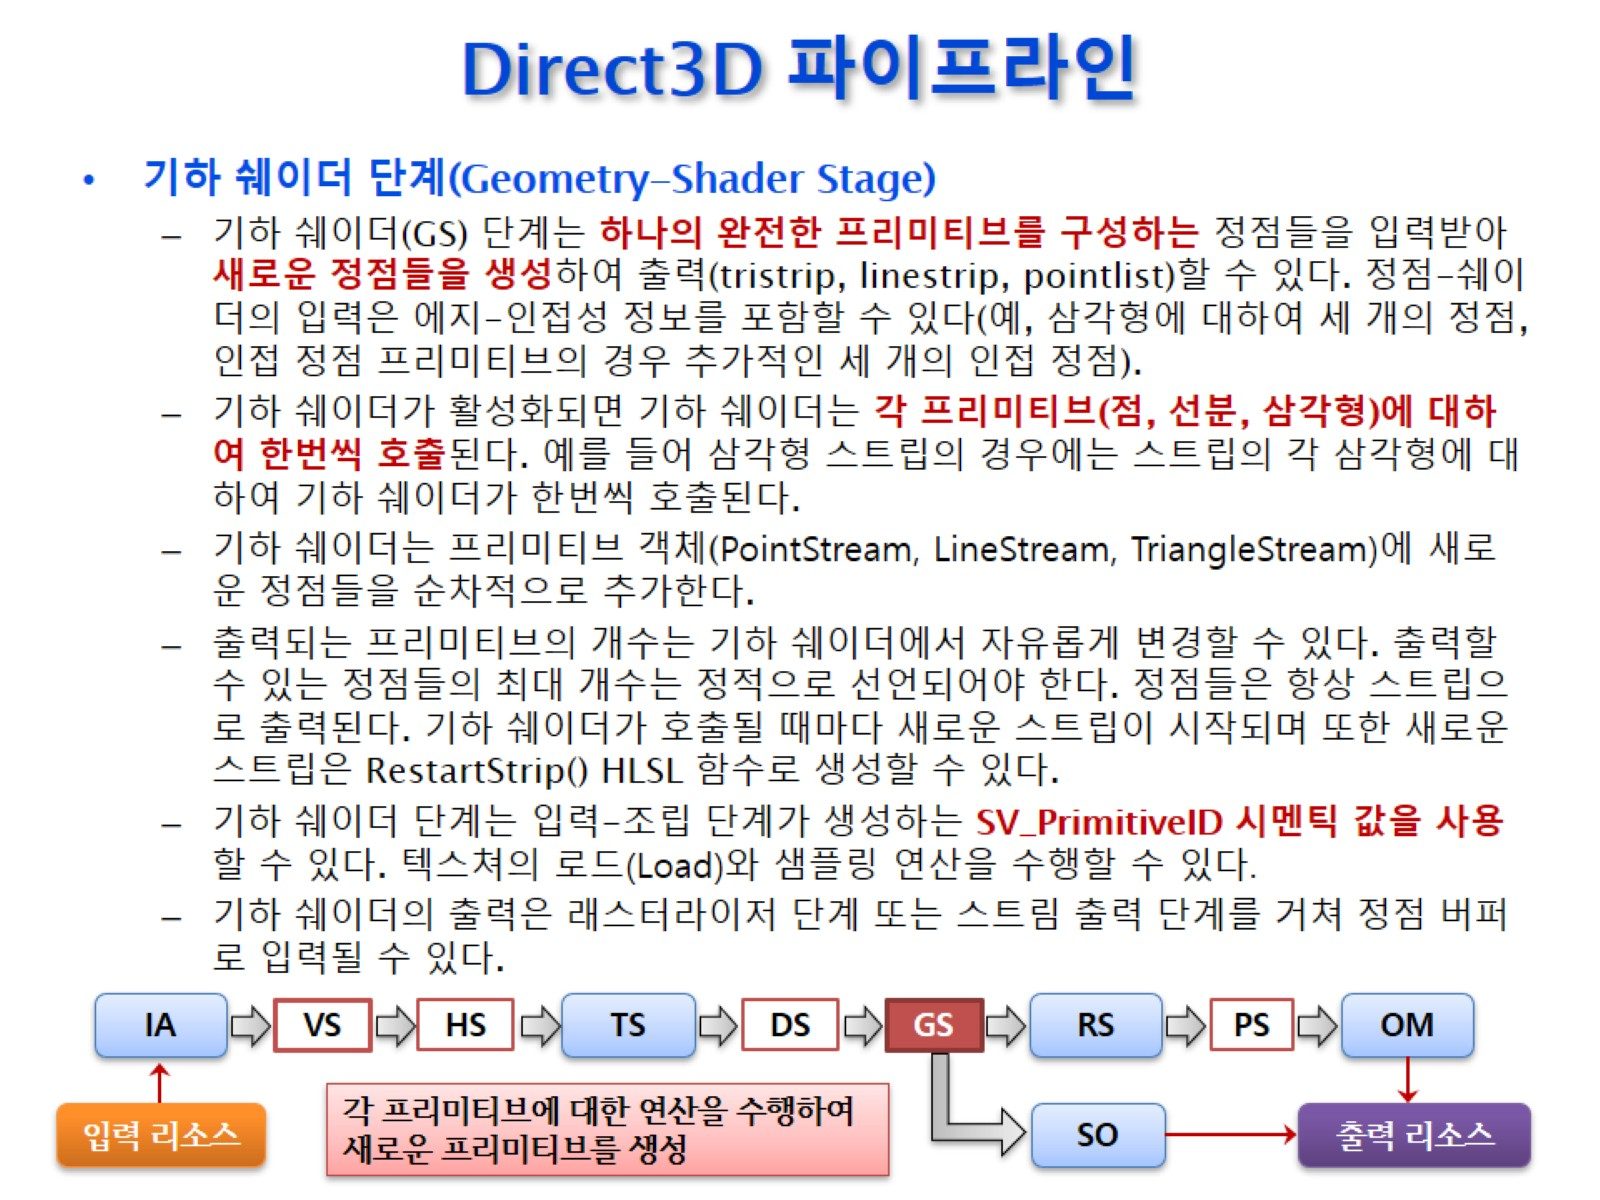 Direct3D 파이프라인
• 기하 쉐이더 단계(Geometry-Shader Stage)
– 기하 쉐이더(GS) 단계는 하나의 완전한 프리미티브를 구성하는 정점들을 입력받아
새로운 정점들을 생성하여 출력(tristrip, linestrip, pointlist)할 수 있다. 정점-쉐이
더의 입력은 에지-인접성 정보를 포함할 수 있다(예, 삼각형에 대하여 세 개의 정점,
인접 정점 프리미티브의 경우 추가적인 세 개의 인접 정점).
– 기하 쉐이더가 활성화되면 기하 쉐이더는 각 프리미티브(점, 선분, 삼각형)에 대하
여 한번씩 호출된다. 예를 들어 삼각형 스트립의 경우에는 스트립의 각 삼각형에 대
하여 기하 쉐이더가 한번씩 호출된다.
– 기하 쉐이더는 프리미티브 객체(PointStream, LineStream, TriangleStream)에 새로
운 정점들을 순차적으로 추가한다.
– 출력되는 프리미티브의 개수는 기하 쉐이더에서 자유롭게 변경할 수 있다. 출력할
수 있는 정점들의 최대 개수는 정적으로 선언되어야 한다. 정점들은 항상 스트립으
로 출력된다. 기하 쉐이더가 호출될 때마다 새로운 스트립이 시작되며 또한 새로운
스트립은 RestartStrip() HLSL 함수로 생성할 수 있다.
– 기하 쉐이더 단계는 입력-조립 단계가 생성하는 SV_PrimitiveID 시멘틱 값을 사용
할 수 있다. 텍스쳐의 로드(Load)와 샘플링 연산을 수행할 수 있다.
– 기하 쉐이더의 출력은 래스터라이저 단계 또는 스트림 출력 단계를 거쳐 정점 버퍼
로 입력될 수 있다.
IA VS HS TS DS GS RS PS OM
입력 리소스
각 프리미티브에 대한 연산을 수행하여
새로운 프리미티브를 생성
SO
출력 리소스